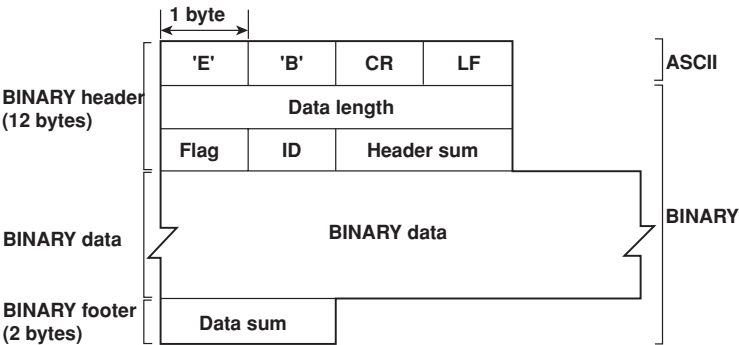 1 byte
'E' 'B' CR LF
ASCII
BINARY header
(12 bytes)
Data length
Flag ID Header sum
BINARY
BINARY data
BINARY data
BINARY footer
(2 bytes)
Data sum